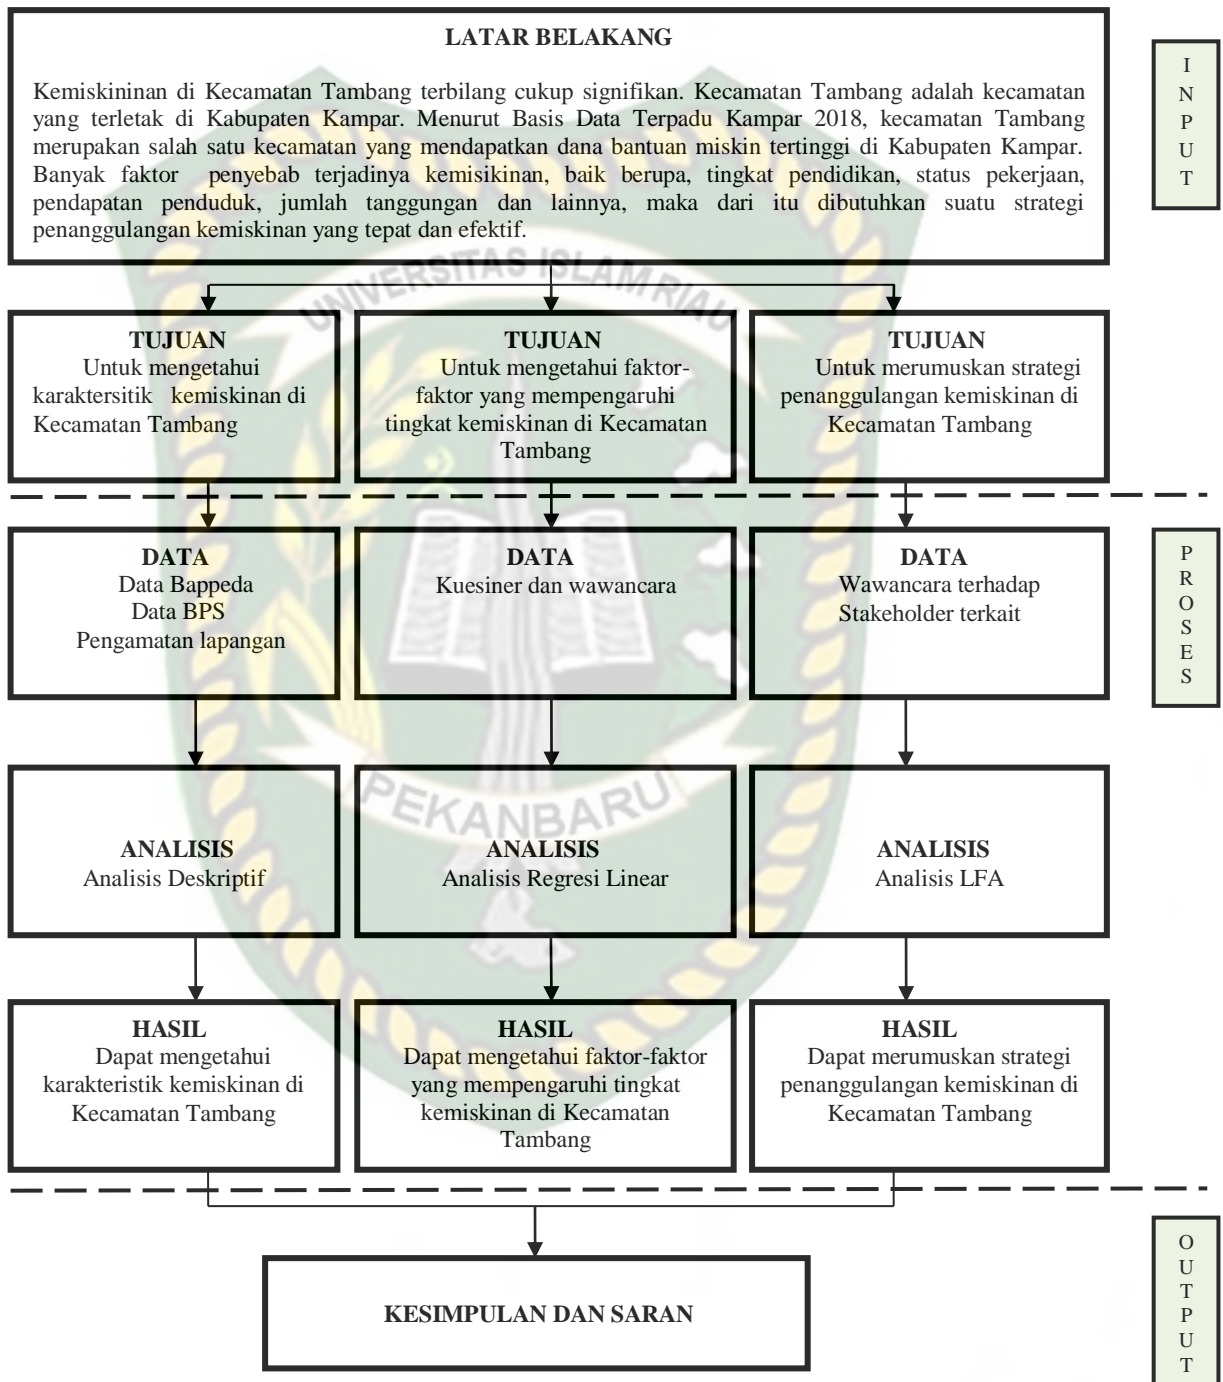 LATAR BELAKANG
Kemiskininan di Kecamatan Tambang terbilang cukup signifikan. Kecamatan Tambang adalah kecamatan
yang terletak di Kabupaten Kampar. Menurut Basis Data Terpadu Kampar 2018, kecamatan Tambang
merupakan salah satu kecamatan yang mendapatkan dana bantuan miskin tertinggi di Kabupaten Kampar.
Banyak faktor penyebab terjadinya kemisikinan, baik berupa, tingkat pendidikan, status pekerjaan,
pendapatan penduduk, jumlah tanggungan dan lainnya, maka dari itu dibutuhkan suatu strategi
penanggulangan kemiskinan yang tepat dan efektif.
INPUT
UNIVERSITAS ISLAM RIAU
TUJUAN
Untuk mengetahui
karaktersitik kemiskinan di
Kecamatan Tambang
TUJUAN
Untuk mengetahui faktor-
faktor yang mempengaruhi
tingkat kemiskinan di Kecamatan
Tambang
TUJUAN
Untuk merumuskan strategi
penanggulangan kemiskinan di
Kecamatan Tambang
DATA
Data Bappeda
Data BPS
Pengamatan lapangan
DATA
Kuesiner dan wawancara
DATA
Wawancara terhadap
Stakeholder terkait
PROSES
PEKANBARU
ANALISIS
Analisis Deskriptif
ANALISIS
Analisis Regresi Linear
ANALISIS
Analisis LFA
HASIL
Dapat mengetahui
karakteristik kemiskinan di
Kecamatan Tambang
HASIL
Dapat mengetahui faktor-faktor
yang mempengaruhi tingkat
kemiskinan di Kecamatan
Tambang
HASIL
Dapat merumuskan strategi
penanggulangan kemiskinan di
Kecamatan Tambang
KESIMPULAN DAN SARAN
OUTPUT